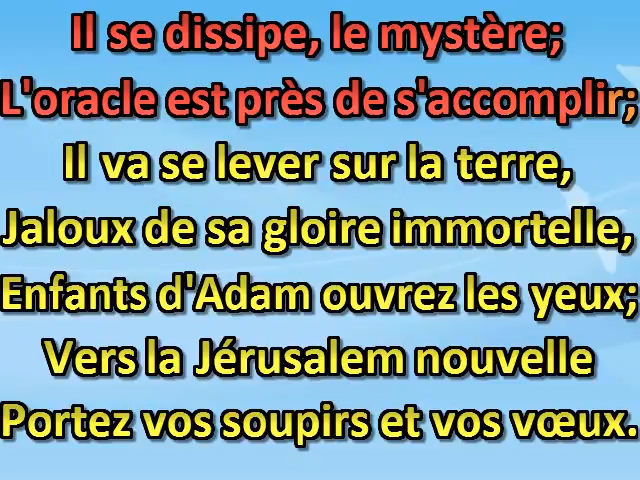 Il se dissipe, le mystère;
L'oracle est près de s'accomplir;
Il va se lever sur la terre,
Jaloux de sa gloire immortelle,
Enfants d'Adam ouvrez les yeux;
Vers la Jérusalem nouvelle
Portez vos soupirs et vos vœux.